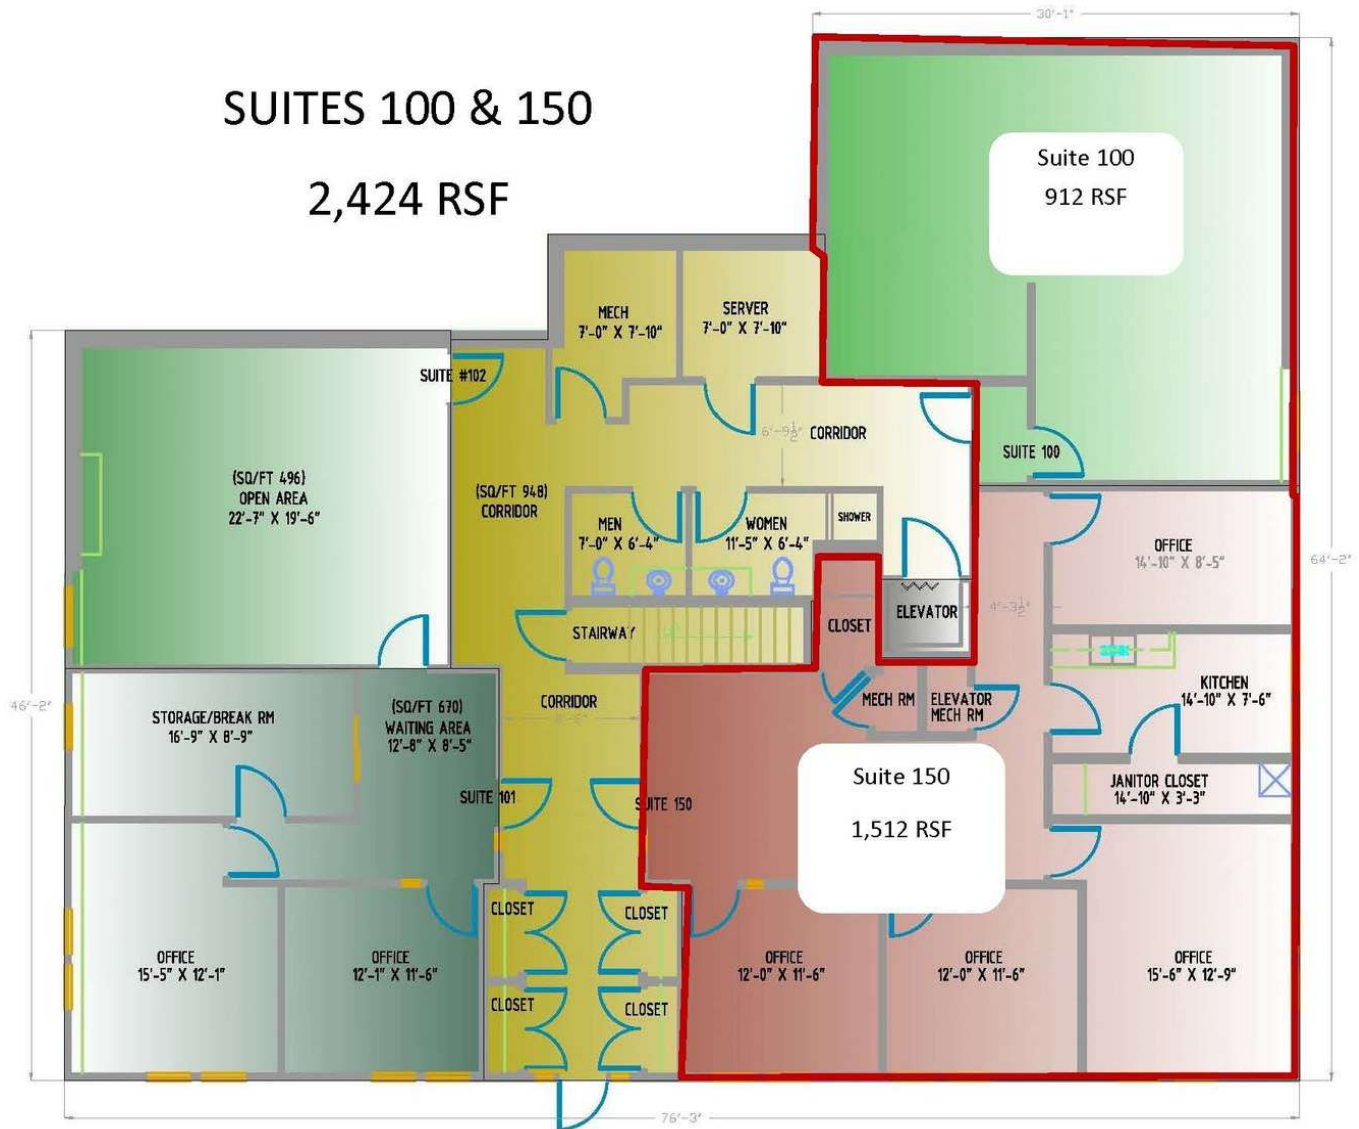 30'-1"
SUITES 100 & 150
2,424 RSF
Suite 100
912 RSF
MECH
7'-0" X 7'-10"
SERVER
7'-0" X 7'-10"
SUITE #102
6'-9½"
CORRIDOR
SUITE 100
(SQ/FT 496)
OPEN AREA
22'-7" X 19'-6"
(SQ/FT 948)
CORRIDOR
MEN
7'-0" X 6'-4"
WOMEN
11'-5" X 6'-4"
SHOWER
OFFICE
14'-10" X 8'-5"
64'-2"
STAIRWAY
CLOSET
ELEVATOR
4'-3½"
46'-2"
STORAGE/BREAK RM
16'-9" X 8'-9"
(SQ/FT 670)
WAITING AREA
12'-8" X 8'-5"
CORRIDOR
MECH RM
ELEVATOR
MECH RM
KITCHEN
14'-10" X 7'-6"
SUITE 101
SUITE 150
Suite 150
1,512 RSF
JANITOR CLOSET
14'-10" X 3'-3"
CLOSET
CLOSET
OFFICE
15'-5" X 12'-1"
OFFICE
12'-1" X 11'-6"
OFFICE
12'-0" X 11'-6"
OFFICE
12'-0" X 11'-6"
OFFICE
15'-6" X 12'-9"
CLOSET
CLOSET
76'-3"